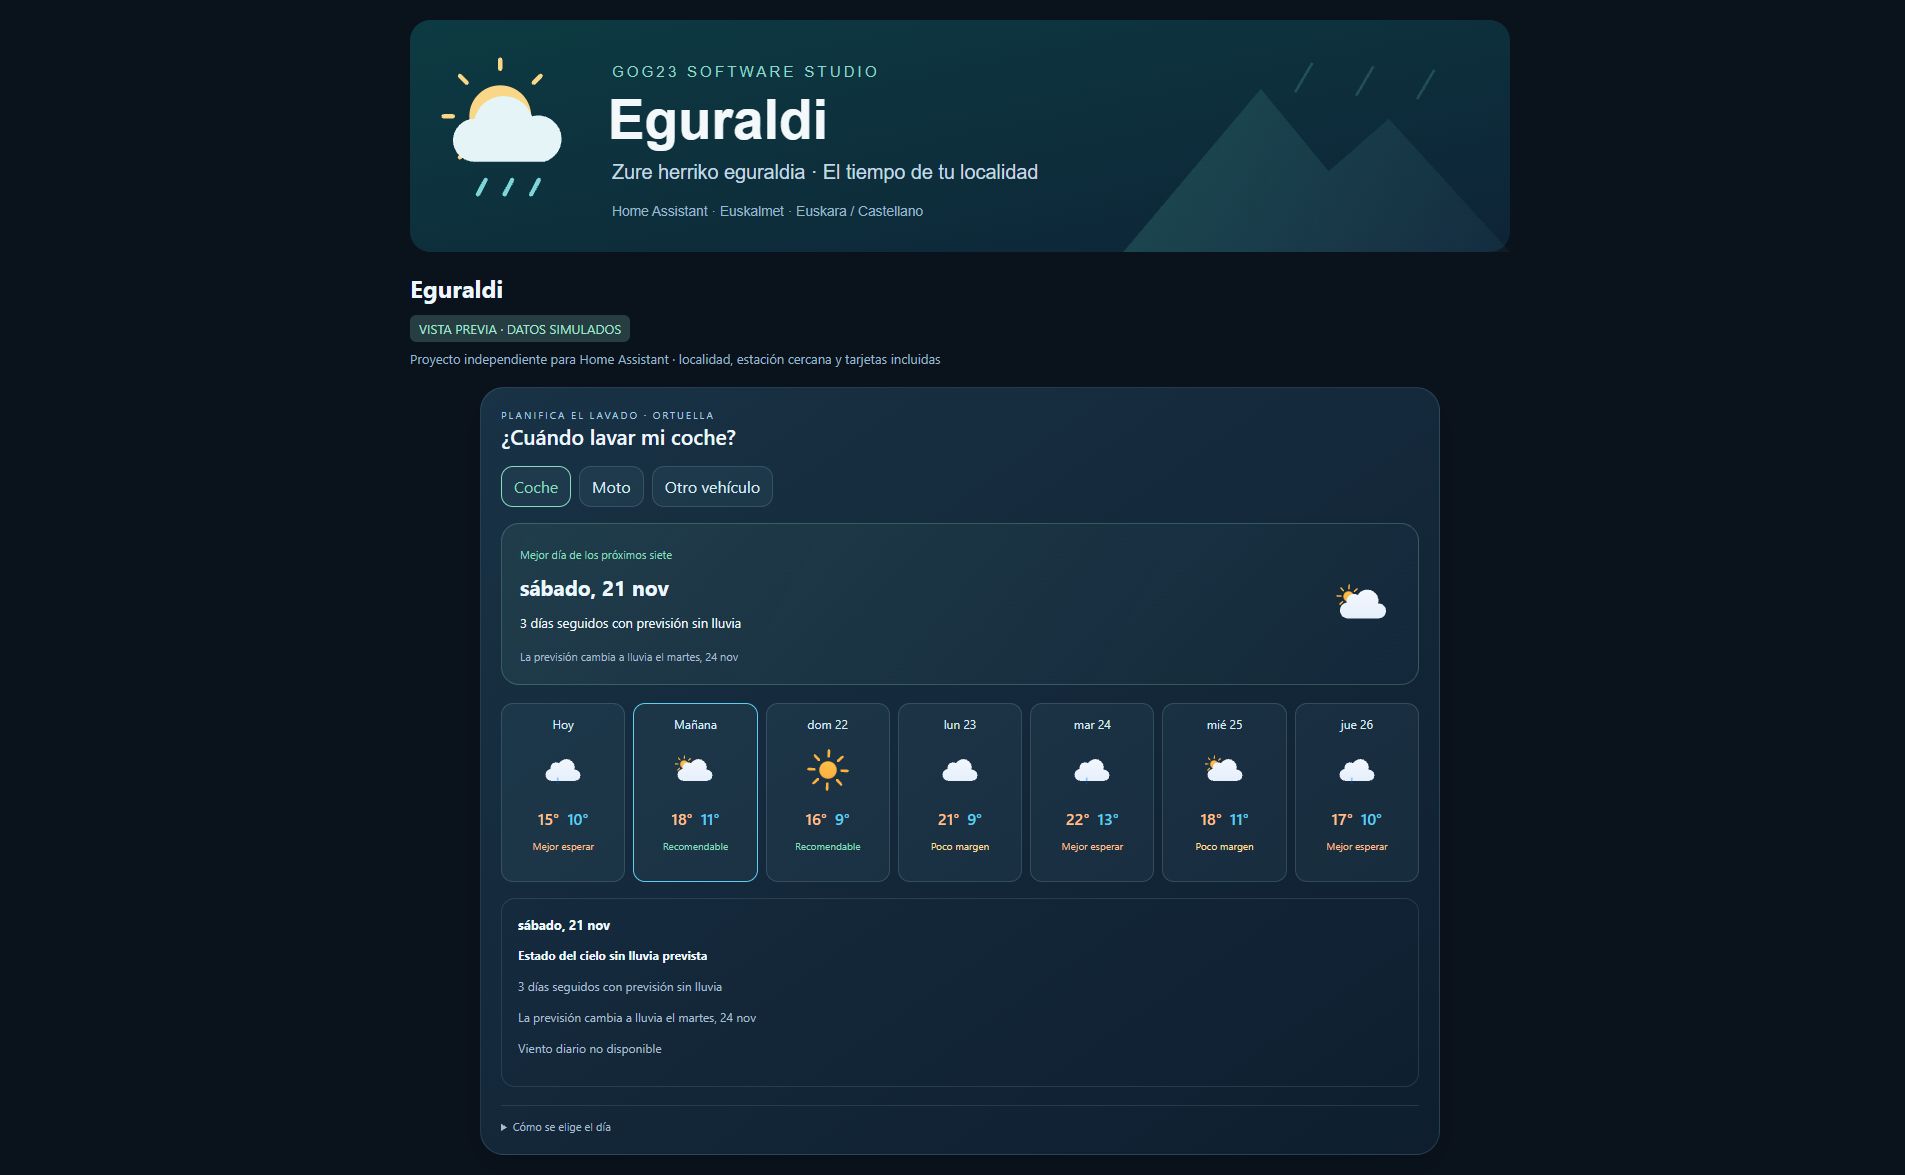 GOG23 SOFTWARE STUDIO
Eguraldi
Zure herriko eguraldia · El tiempo de tu localidad
Home Assistant · Euskalmet · Euskara / Castellano
Eguraldi
VISTA PREVIA · DATOS SIMULADOS
Proyecto independiente para Home Assistant · localidad, estación cercana y tarjetas incluidas
PLANIFICA EL LAVADO · ORTUELLA
¿Cuándo lavar mi coche?
Coche Moto Otro vehículo
Mejor día de los próximos siete
sábado, 21 nov
3 días seguidos con previsión sin lluvia
La previsión cambia a lluvia el martes, 24 nov
Hoy Mañana dom 22 lun 23 mar 24 mié 25 jue 26
15° 10° 18° 11° 16° 9° 21° 9° 22° 13° 18° 11° 17° 10°
Mejor esperar Recomendable Recomendable Poco margen Mejor esperar Poco margen Mejor esperar
sábado, 21 nov
Estado del cielo sin lluvia prevista
3 días seguidos con previsión sin lluvia
La previsión cambia a lluvia el martes, 24 nov
Viento diario no disponible
Cómo se elige el día